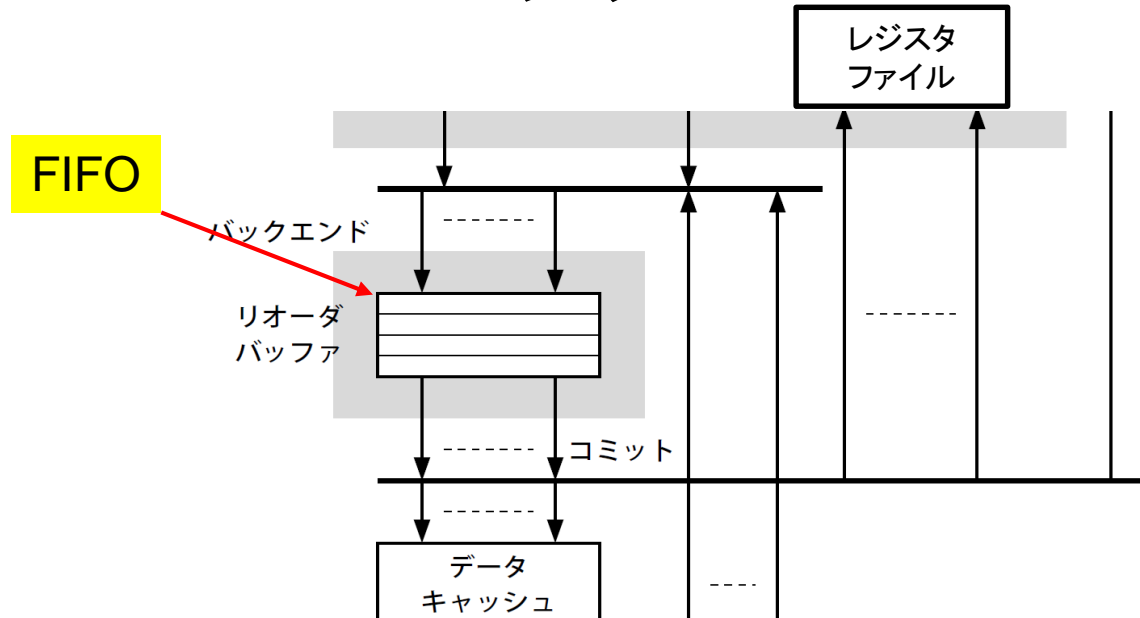 レジスタ
ファイル
FIFO
バックエンド
リオーダ
バッファ
コミット
データ
キャッシュ